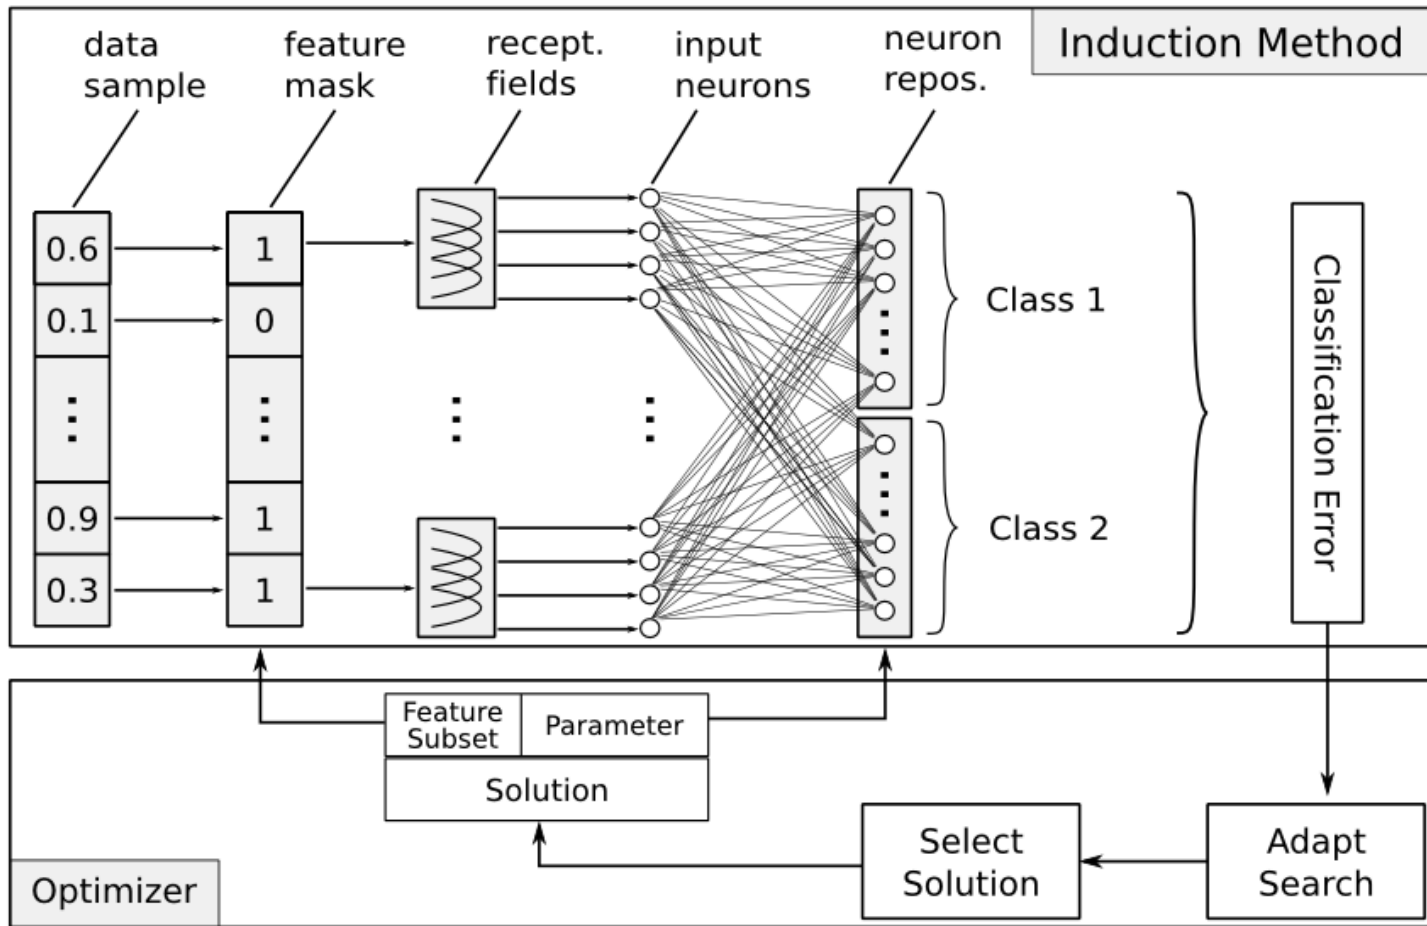 data
sample
feature
mask
recept.
fields
input
neurons
neuron
repos.
Induction Method
0.6
1
0.1
0
0.9
1
0.3
1
Class 1
Class 2
Classification Error
Feature
Subset
Parameter
Solution
Select
Solution
Adapt
Search
Optimizer